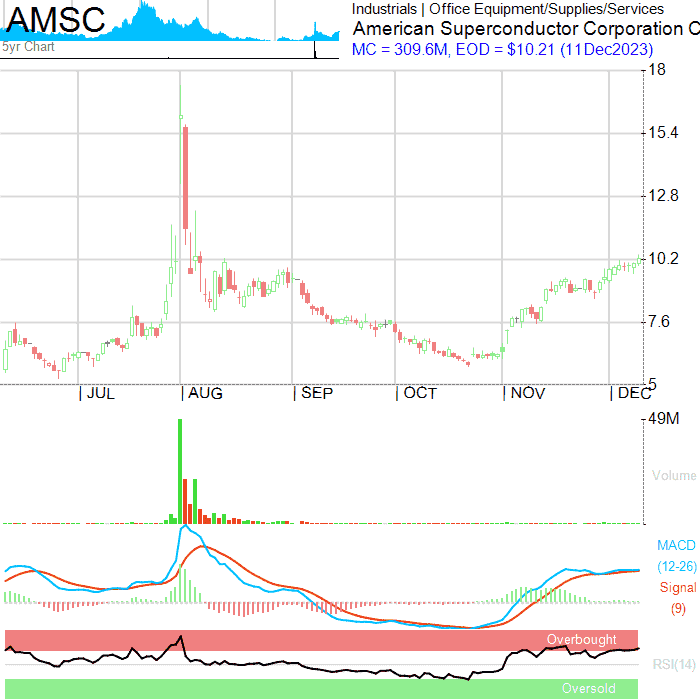 AMSC
5yr Chart
Industrials | Office Equipment/Supplies/Services
American Superconductor Corporation C
MC = 309.6M, EOD = $10.21 (11Dec2023)
18
15.4
12.8
10.2
7.6
5
| JUL | AUG | SEP | OCT | NOV | DEC
49M
Volume
MACD
(12-26)
Signal
(9)
Overbought
RSI(14)
Oversold